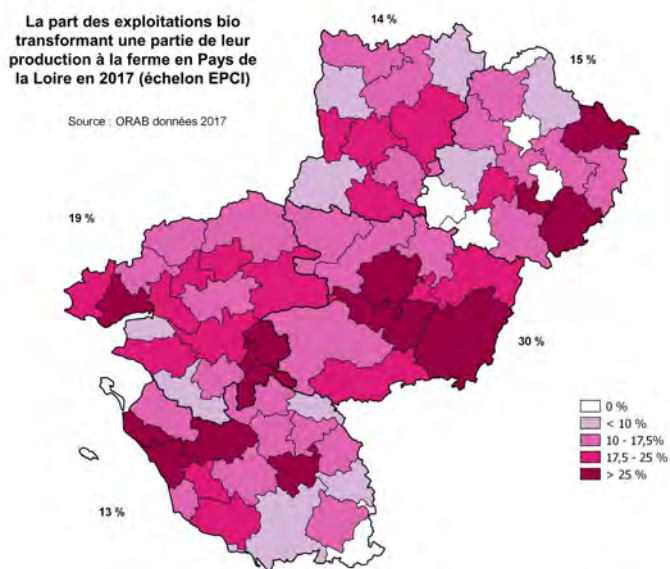 La part des exploitations bio
transformant une partie de leur
production à la ferme en Pays de
la Loire en 2017 (échelon EPCI)
Source : ORAB données 2017
14 %
15 %
19 %
30 %
13 %
0 %
< 10 %
10 - 17,5%
17,5 - 25 %
> 25 %